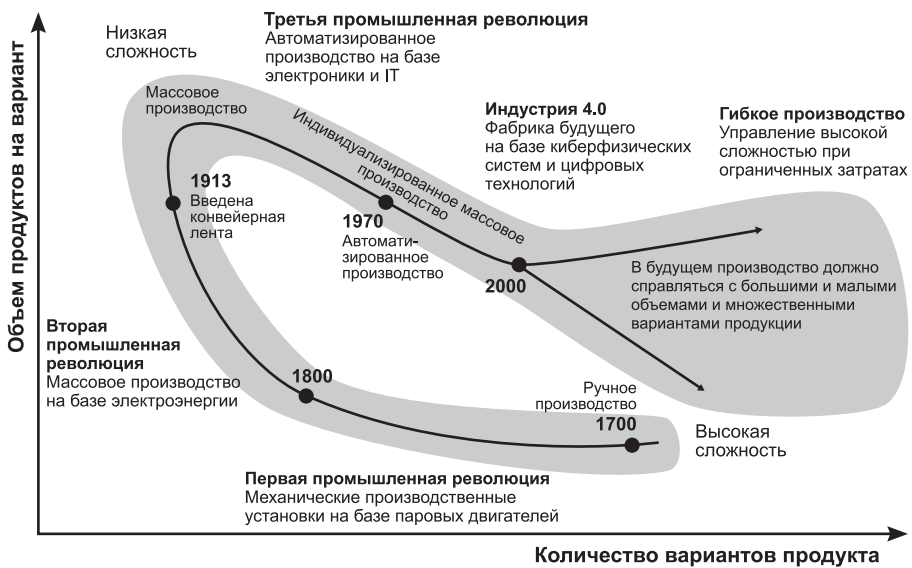 Объем продуктов на вариант
Низкая
сложность
Третья промышленная революция
Автоматизированное
производство на базе
электроники и IT
Массовое
производство
Индивидуализированное массовое
производство
Индустрия 4.0
Фабрика будущего
на базе киберфизических
систем и цифровых
технологий
Гибкое производство
Управление высокой
сложностью при
ограниченных затратах
1913
Введена
конвейерная
лента
1970
Автомати-
зированное
производство
2000
В будущем производство должно
справляться с большими и малыми
объемами и множественными
вариантами продукции
Вторая
промышленная
революция
Массовое производство
на базе электроэнергии
1800
Ручное
производство
1700
Высокая
сложность
Первая промышленная революция
Механические производственные
установки на базе паровых двигателей
Количество вариантов продукта